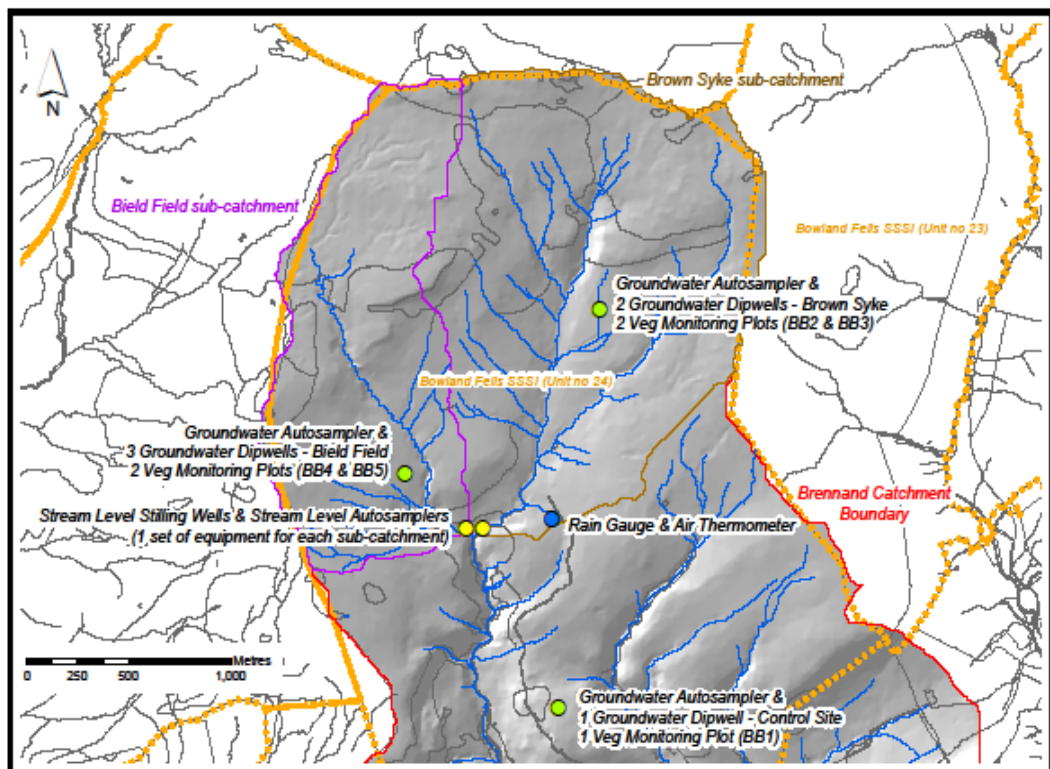 N
Brown Syke sub-catchment
Bield Field sub-catchment
Bowland Fells SSSI (Unit no 23)
Groundwater Autosampler &
2 Groundwater Dipwells - Brown Syke
2 Veg Monitoring Plots (BB2 & BB3)
Bowland Fells SSSI (Unit no 24)
Groundwater Autosampler &
3 Groundwater Dipwells - Bield Field
2 Veg Monitoring Plots (BB4 & BB5)
Brennand Catchment
Boundary
Stream Level Stilling Wells & Stream Level Autosamplers
(1 set of equipment for each sub-catchment)
Rain Gauge & Air Thermometer
Metres
0 250 500 1,000
Groundwater Autosampler &
1 Groundwater Dipwell - Control Site
1 Veg Monitoring Plot (BB1)